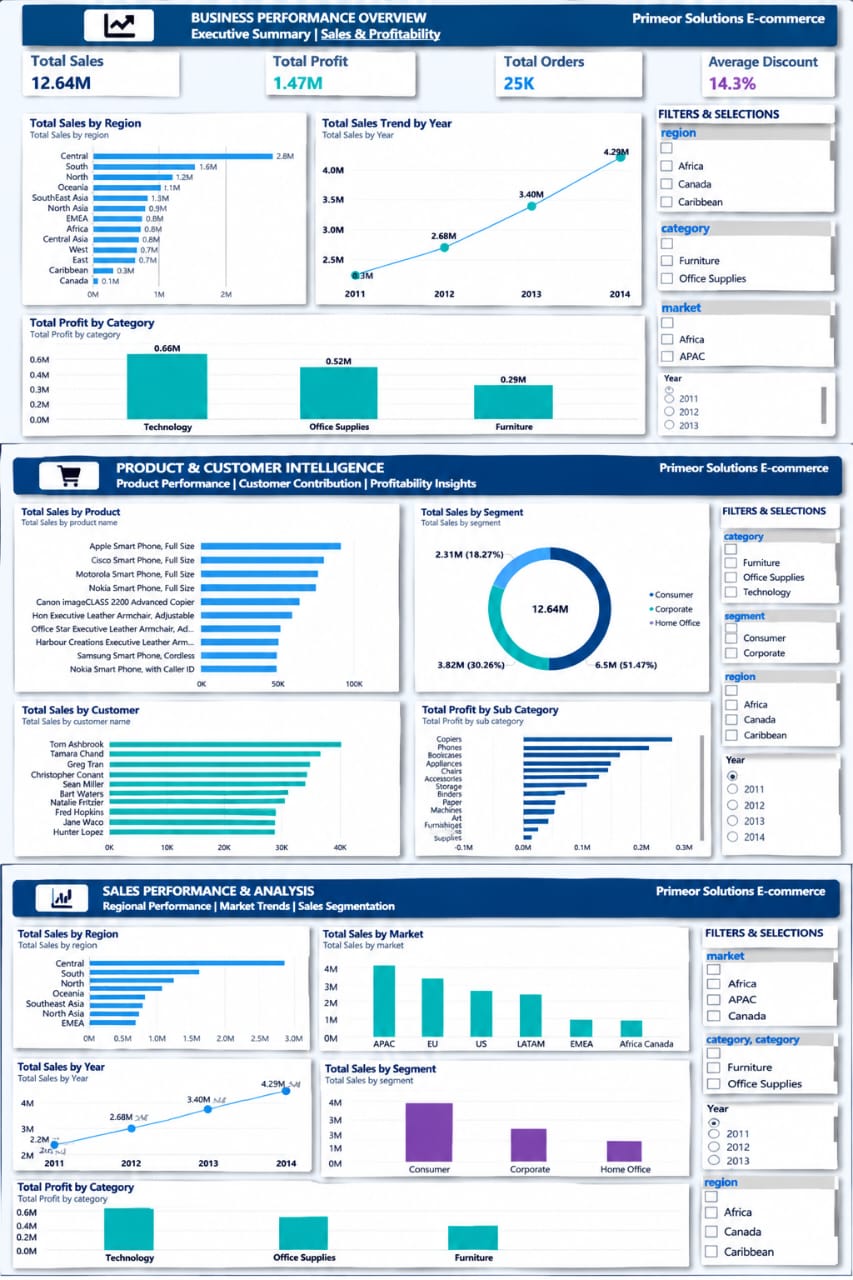 BUSINESS PERFORMANCE OVERVIEW
Executive Summary | Sales & Profitability
Primeor Solutions E-commerce
Total Sales
12.64M
Total Profit
1.47M
Total Orders
25K
Average Discount
14.3%
Total Sales by Region
Total Sales by region
Central 2.8M
South 1.6M
North 1.2M
Oceania 1.1M
SouthEast Asia 1.3M
North Asia 0.9M
EMEA 0.8M
Africa 0.8M
Central Asia 0.8M
West 0.7M
East 0.7M
Caribbean 0.3M
Canada 0.1M
0M 1M 2M
Total Sales Trend by Year
Total Sales by Year
4.0M
3.5M
3.0M
2.5M
0.3M
2.68M
3.40M
4.29M
2011 2012 2013 2014
FILTERS & SELECTIONS
region
Africa
Canada
Caribbean
category
Furniture
Office Supplies
market
Africa
APAC
Year
2011
2012
2013
Total Profit by Category
Total Profit by category
0.6M
0.4M
0.3M
0.2M
0.0M
0.66M
0.52M
0.29M
Technology Office Supplies Furniture
PRODUCT & CUSTOMER INTELLIGENCE
Product Performance | Customer Contribution | Profitability Insights
Primeor Solutions E-commerce
Total Sales by Product
Total Sales by product name
Apple Smart Phone, Full Size
Cisco Smart Phone, Full Size
Motorola Smart Phone, Full Size
Nokia Smart Phone, Full Size
Canon imageCLASS 2200 Advanced Copier
Hon Executive Leather Armchair, Adjustable
Office Star Executive Leather Armchair, Ad...
Harbour Creations Executive Leather Arm...
Samsung Smart Phone, Cordless
Nokia Smart Phone, with Caller ID
0K 50K 100K
Total Sales by Segment
Total Sales by segment
2.31M (18.27%)
12.64M
3.82M (30.26%)
6.5M (51.47%)
Consumer
Corporate
Home Office
FILTERS & SELECTIONS
category
Furniture
Office Supplies
Technology
segment
Consumer
Corporate
region
Africa
Canada
Caribbean
Year
2011
2012
2013
2014
Total Sales by Customer
Total Sales by customer name
Tom Ashbrook
Tamara Chand
Greg Tran
Christopher Conant
Sean Miller
Bart Waters
Natalie Fritzler
Fred Hopkins
Jane Waco
Hunter Lopez
0K 10K 20K 30K 40K
Total Profit by Sub Category
Total Profit by sub category
Copiers
Phones
Bookcases
Appliances
Chairs
Accessories
Storage
Binders
Paper
Machines
Art
Furnishings
Supplies
-0.1M 0.0M 0.1M 0.2M 0.3M
SALES PERFORMANCE & ANALYSIS
Regional Performance | Market Trends | Sales Segmentation
Primeor Solutions E-commerce
Total Sales by Region
Total Sales by region
Central
South
North
Oceania
Southeast Asia
North Asia
EMEA
0M 0.5M 1.5M 2.0M 2.5M 3.0M
Total Sales by Market
Total Sales by market
4M
3M
2M
1M
0M
APAC EU US LATAM EMEA Africa Canada
FILTERS & SELECTIONS
market
Africa
APAC
Canada
category, category
Furniture
Office Supplies
Year
2011
2012
2013
region
Africa
Canada
Caribbean
Total Sales by Year
Total Sales by Year
4M
3M
2M
2.2M
2.68M
3.40M
4.29M
2011 2012 2013 2014
Total Sales by Segment
Total Sales by segment
4M
3M
3M
1M
0M
Consumer Corporate Home Office
Total Profit by Category
Total Profit by category
0.6M
0.4M
0.2M
0.0M
Technology Office Supplies Furniture